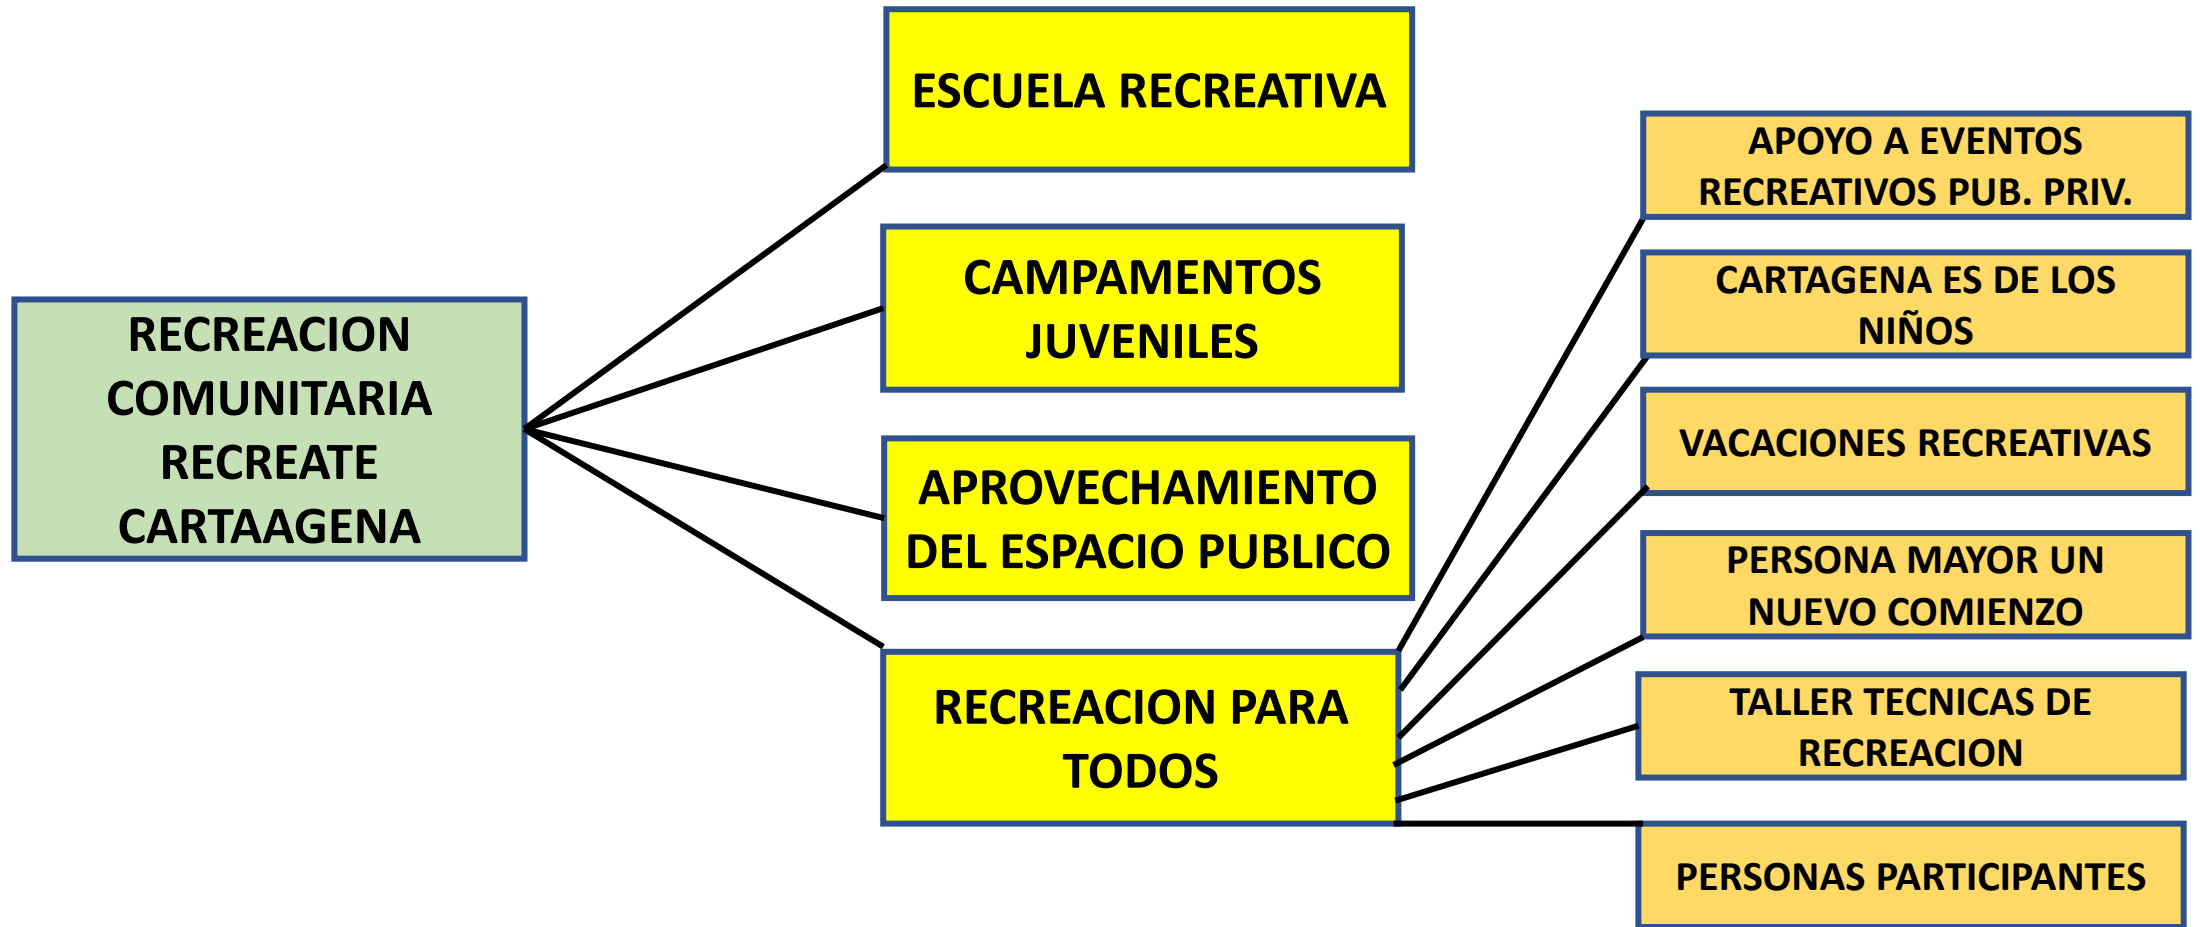 RECREACION
COMUNITARIA
RECREATE
CARTAAGENA
ESCUELA RECREATIVA
CAMPAMENTOS
JUVENILES
APROVECHAMIENTO
DEL ESPACIO PUBLICO
RECREACION PARA
TODOS
APOYO A EVENTOS
RECREATIVOS PUB. PRIV.
CARTAGENA ES DE LOS
NIÑOS
VACACIONES RECREATIVAS
PERSONA MAYOR UN
NUEVO COMIENZO
TALLER TECNICAS DE
RECREACION
PERSONAS PARTICIPANTES